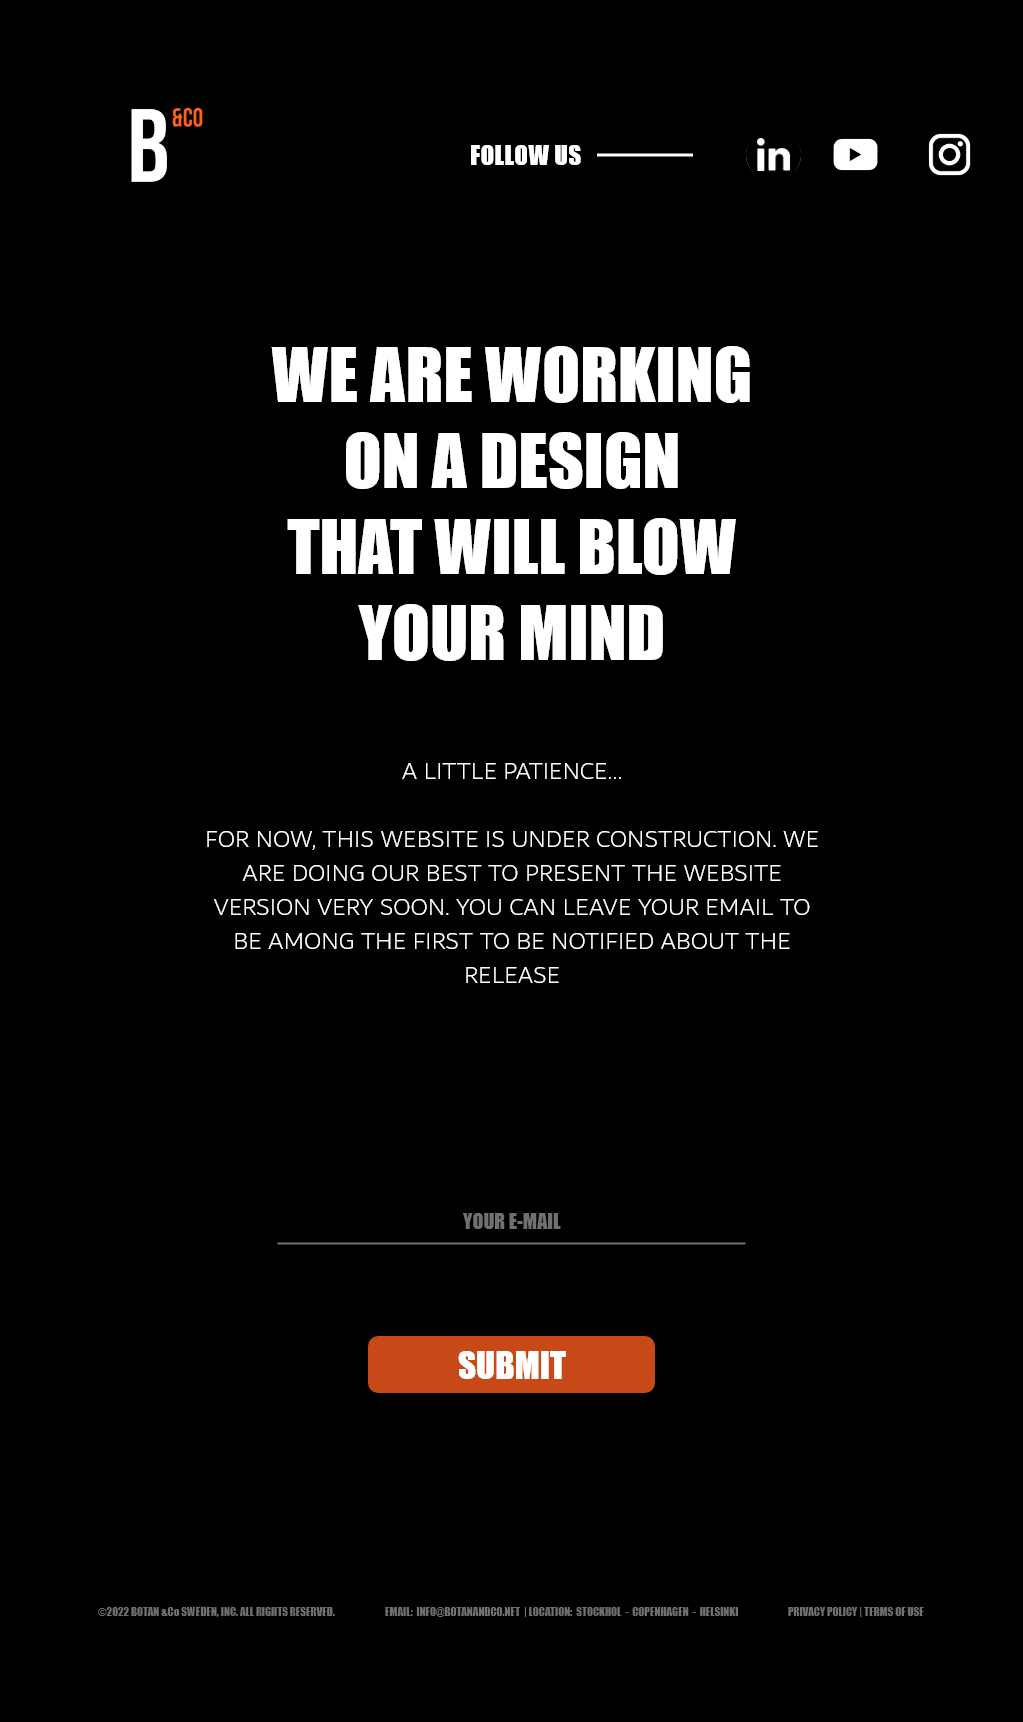 B &CO
FOLLOW US
in
WE ARE WORKING
ON A DESIGN
THAT WILL BLOW
YOUR MIND
A LITTLE PATIENCE...
FOR NOW, THIS WEBSITE IS UNDER CONSTRUCTION. WE
ARE DOING OUR BEST TO PRESENT THE WEBSITE
VERSION VERY SOON. YOU CAN LEAVE YOUR EMAIL TO
BE AMONG THE FIRST TO BE NOTIFIED ABOUT THE
RELEASE
YOUR E-MAIL
SUBMIT
©2022 BOTAN &Co SWEDEN, INC. ALL RIGHTS RESERVED. EMAIL: INFO@BOTANANDCO.NET | LOCATION: STOCKHOL - COPENHAGEN - HELSINKI PRIVACY POLICY | TERMS OF USE